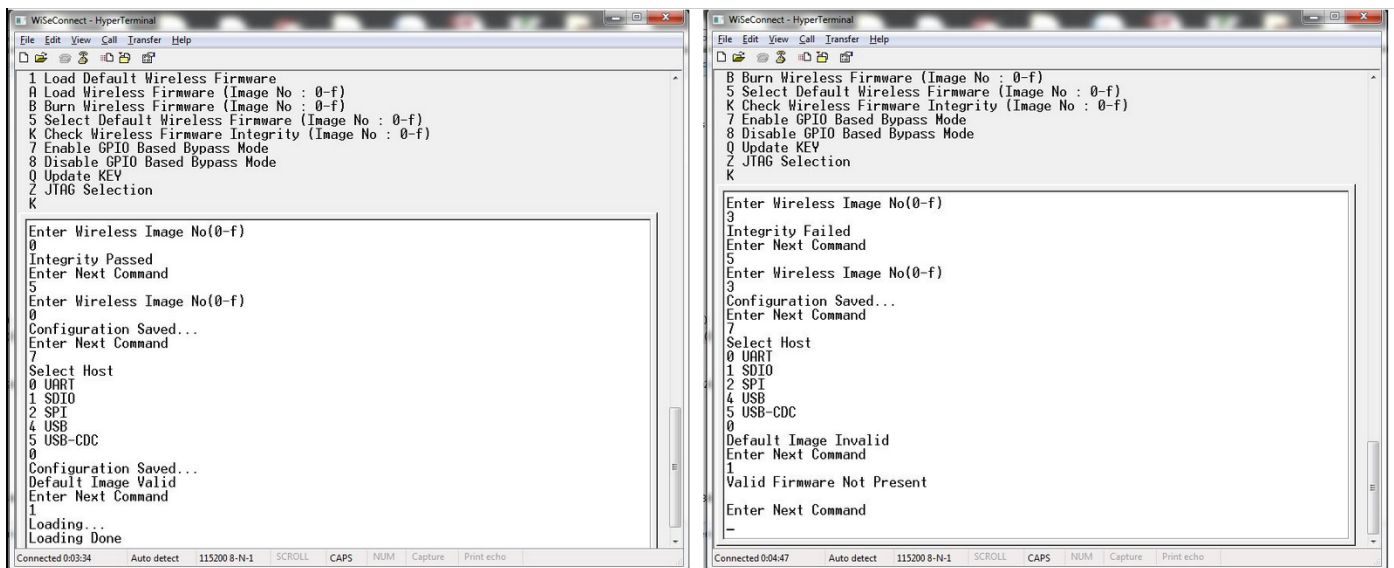 WiSeConnect - HyperTerminal
File Edit View Call Transfer Help
1 Load Default Wireless Firmware
A Load Wireless Firmware (Image No : 0-f)
B Burn Wireless Firmware (Image No : 0-f)
5 Select Default Wireless Firmware (Image No : 0-f)
K Check Wireless Firmware Integrity (Image No : 0-f)
7 Enable GPIO Based Bypass Mode
8 Disable GPIO Based Bypass Mode
Q Update KEY
Z JTAG Selection
K
Enter Wireless Image No(0-f)
0
Integrity Passed
Enter Next Command
5
Enter Wireless Image No(0-f)
0
Configuration Saved...
Enter Next Command
7
Select Host
0 UART
1 SDIO
2 SPI
4 USB
5 USB-CDC
0
Configuration Saved...
Default Image Valid
Enter Next Command
1
Loading...
Loading Done
Connected 0:03:34 Auto detect 115200 8-N-1 SCROLL CAPS NUM Capture Print echo
WiSeConnect - HyperTerminal
File Edit View Call Transfer Help
B Burn Wireless Firmware (Image No : 0-f)
5 Select Default Wireless Firmware (Image No : 0-f)
K Check Wireless Firmware Integrity (Image No : 0-f)
7 Enable GPIO Based Bypass Mode
8 Disable GPIO Based Bypass Mode
Q Update KEY
Z JTAG Selection
K
Enter Wireless Image No(0-f)
3
Integrity Failed
Enter Next Command
5
Enter Wireless Image No(0-f)
3
Configuration Saved...
Enter Next Command
7
Select Host
0 UART
1 SDIO
2 SPI
4 USB
5 USB-CDC
0
Default Image Invalid
Enter Next Command
1
Valid Firmware Not Present
Enter Next Command
_
Connected 0:04:47 Auto detect 115200 8-N-1 SCROLL CAPS NUM Capture Print echo